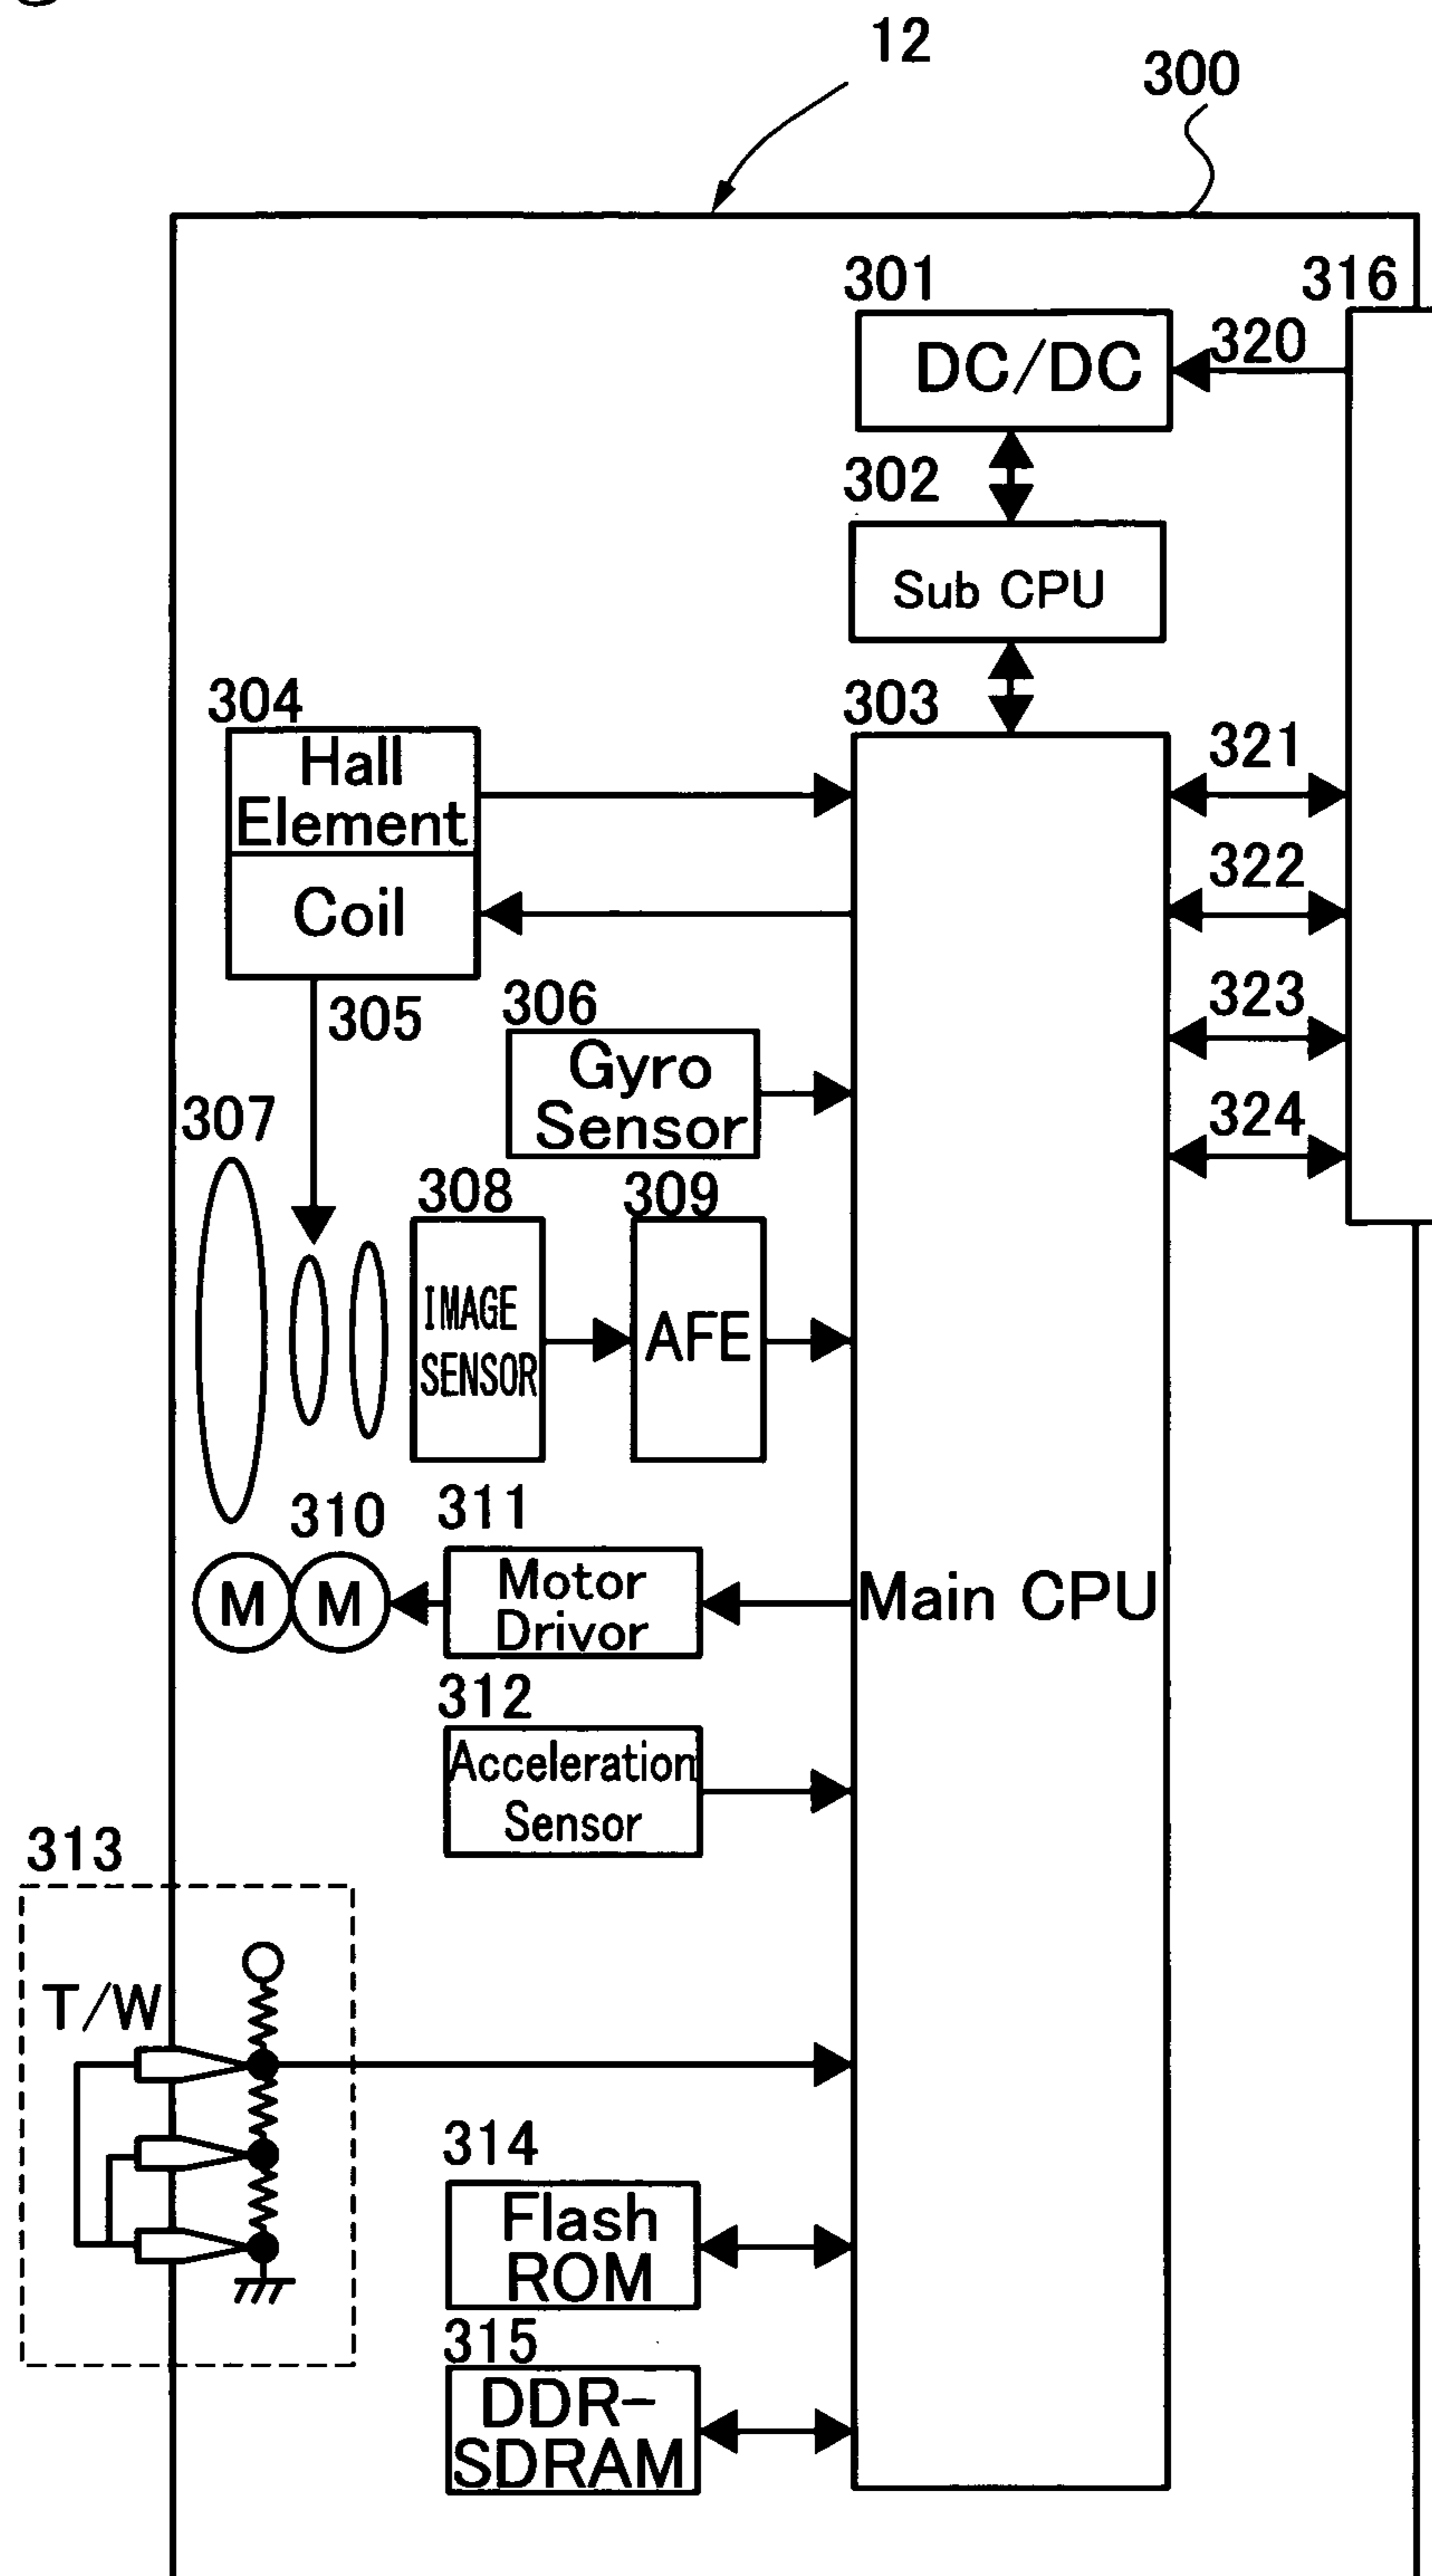 12
300
301
316
DC/DC
320
302
Sub CPU
303
304
Hall
Element
321
Coil
322
305
306
Gyro
Sensor
323
307
324
308
309
IMAGE
SENSOR
AFE
310
311
M
M
Motor
Drivor
Main CPU
312
Acceleration
Sensor
313
T/W
314
Flash
ROM
315
DDR-
SDRAM